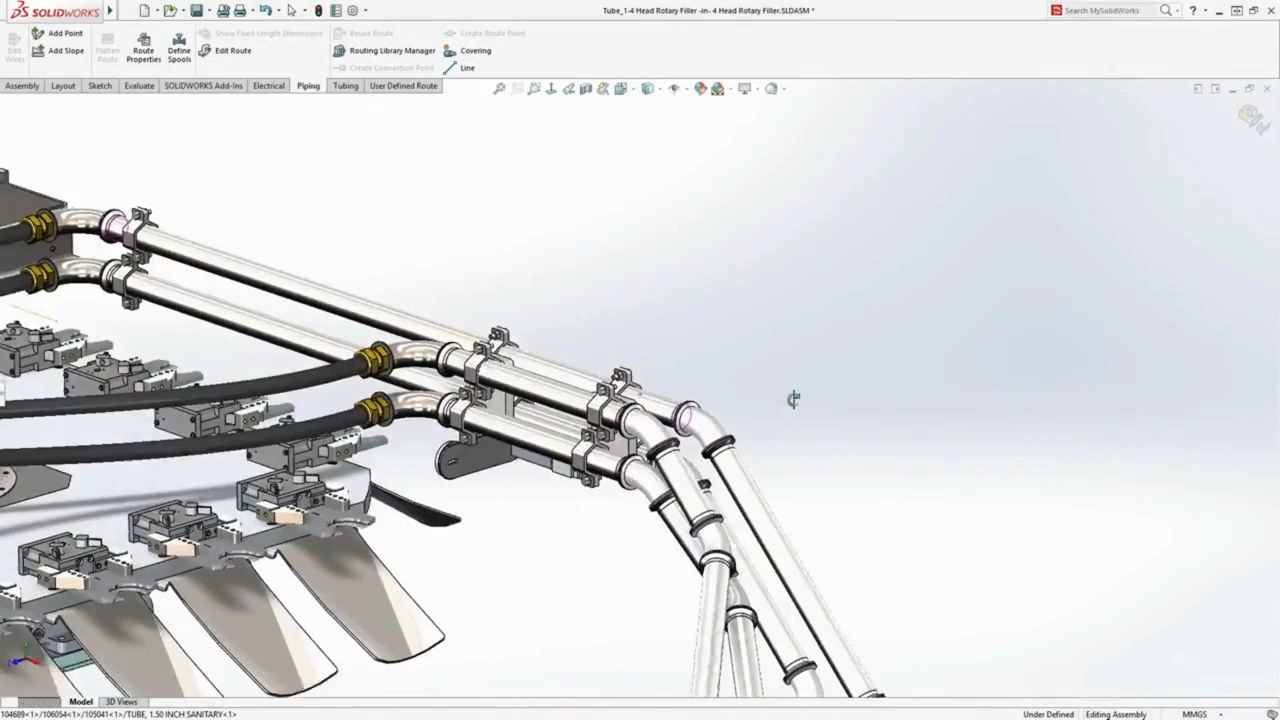 SOLIDWORKS
Tube_1-4 Head Rotary Filler -in- 4 Head Rotary Filler.SLDASM *
Search MySolidWorks
Edit Wires
Add Point
Add Slope
Flatten Route
Route Properties
Define Spools
Show Fixed Length Dimensions
Edit Route
Reuse Route
Routing Library Manager
Create Connection Point
Create Route Point
Covering
Line
Assembly
Layout
Sketch
Evaluate
SOLIDWORKS Add-Ins
Electrical
Piping
Tubing
User Defined Route
Model
3D Views
104689<1>/106054<1>/105041<1>/TUBE, 1.50 INCH SANITARY<1>
Under Defined
Editing Assembly
MMGS